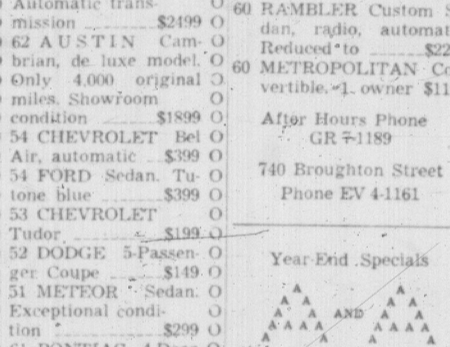 Automatic trans-
mission $2499 O
62 AUSTIN Cam- O
brian, de luxe model. O
Only 4,000 original O
miles. Showroom O
condition $1899 O
54 CHEVROLET Bel O
Air, automatic $399 O
54 FORD Sedan. Tu- O
tone blue $399 O
53 CHEVROLET O
Tudor $199 O
52 DODGE 5-Passen- O
ger Coupe $149 O
51 METEOR Sedan. O
Exceptional condi- O
tion $299 O
60 RAMBLER Custom
dan, radio, automat
Reduced to $22
60 METROPOLITAN Co
vertible. 1 owner $11
After Hours Phone
GR 7-1189
740 Broughton Street
Phone EV 4-1161
Year-End Specials
A A
A A A A
A A AND A A
A A A A A A A A
A A A A